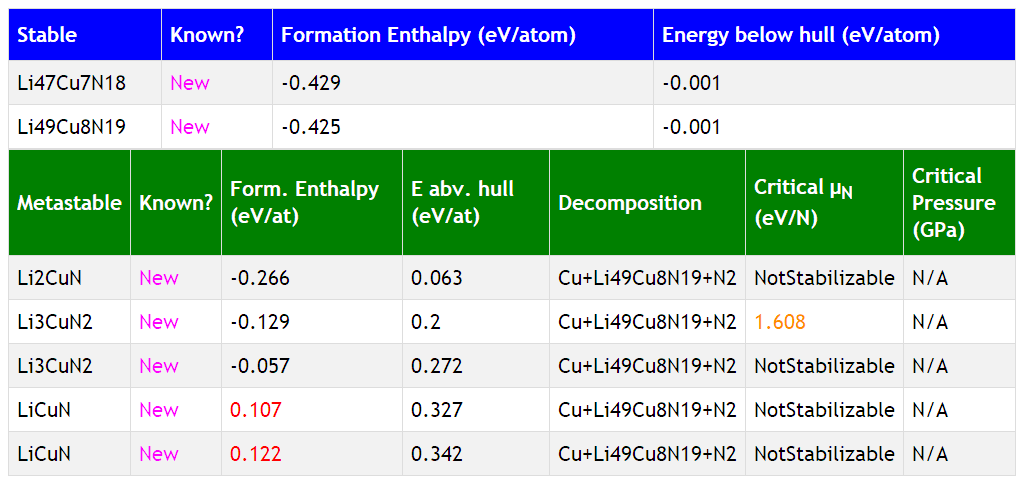 Stable Known? Formation Enthalpy (eV/atom) Energy below hull (eV/atom)
Li47Cu7N18 New -0.429 -0.001
Li49Cu8N19 New -0.425 -0.001
Metastable Known? Form. Enthalpy (eV/at) E abv. hull (eV/at) Decomposition Critical μN (eV/N) Critical Pressure (GPa)
Li2CuN New -0.266 0.063 Cu+Li49Cu8N19+N2 NotStabilizable N/A
Li3CuN2 New -0.129 0.2 Cu+Li49Cu8N19+N2 1.608 N/A
Li3CuN2 New -0.057 0.272 Cu+Li49Cu8N19+N2 NotStabilizable N/A
LiCuN New 0.107 0.327 Cu+Li49Cu8N19+N2 NotStabilizable N/A
LiCuN New 0.122 0.342 Cu+Li49Cu8N19+N2 NotStabilizable N/A